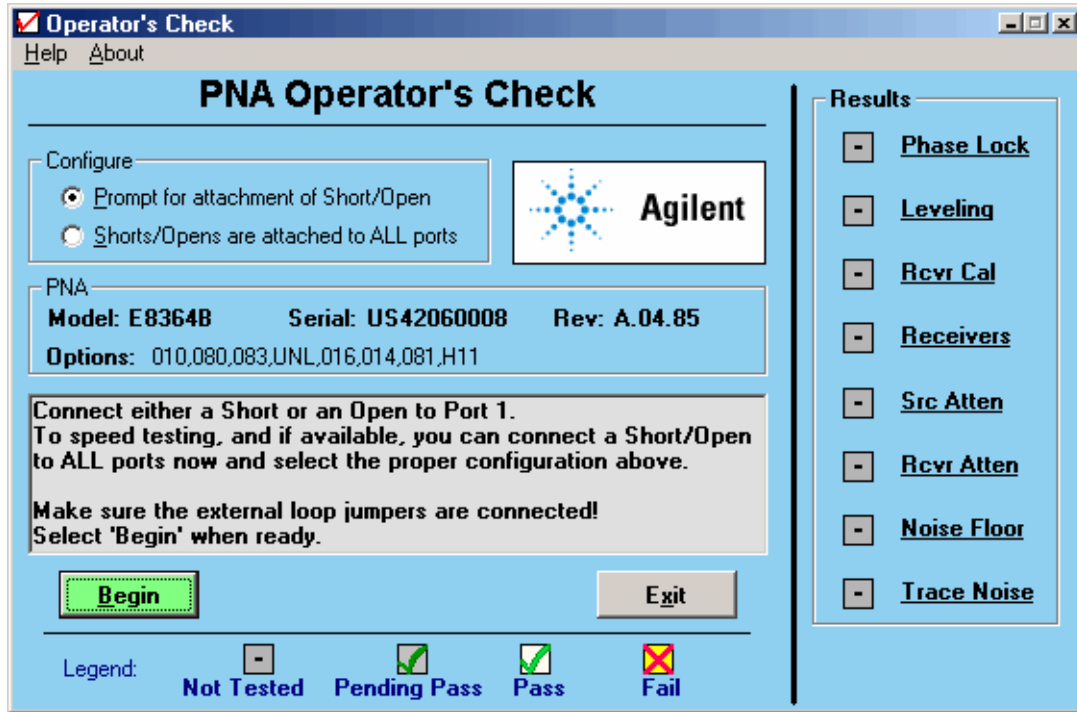 Operator's Check
Help About
PNA Operator's Check
Configure
Prompt for attachment of Short/Open
Shorts/Opens are attached to ALL ports
Agilent
PNA
Model: E8364B Serial: US42060008 Rev: A.04.85
Options: 010,080,083,UNL,016,014,081,H11
Connect either a Short or an Open to Port 1.
To speed testing, and if available, you can connect a Short/Open
to ALL ports now and select the proper configuration above.
Make sure the external loop jumpers are connected!
Select 'Begin' when ready.
Begin Exit
Legend: - Not Tested Pending Pass Pass Fail
Results
- Phase Lock
- Leveling
- Rcvr Cal
- Receivers
- Src Atten
- Rcvr Atten
- Noise Floor
- Trace Noise